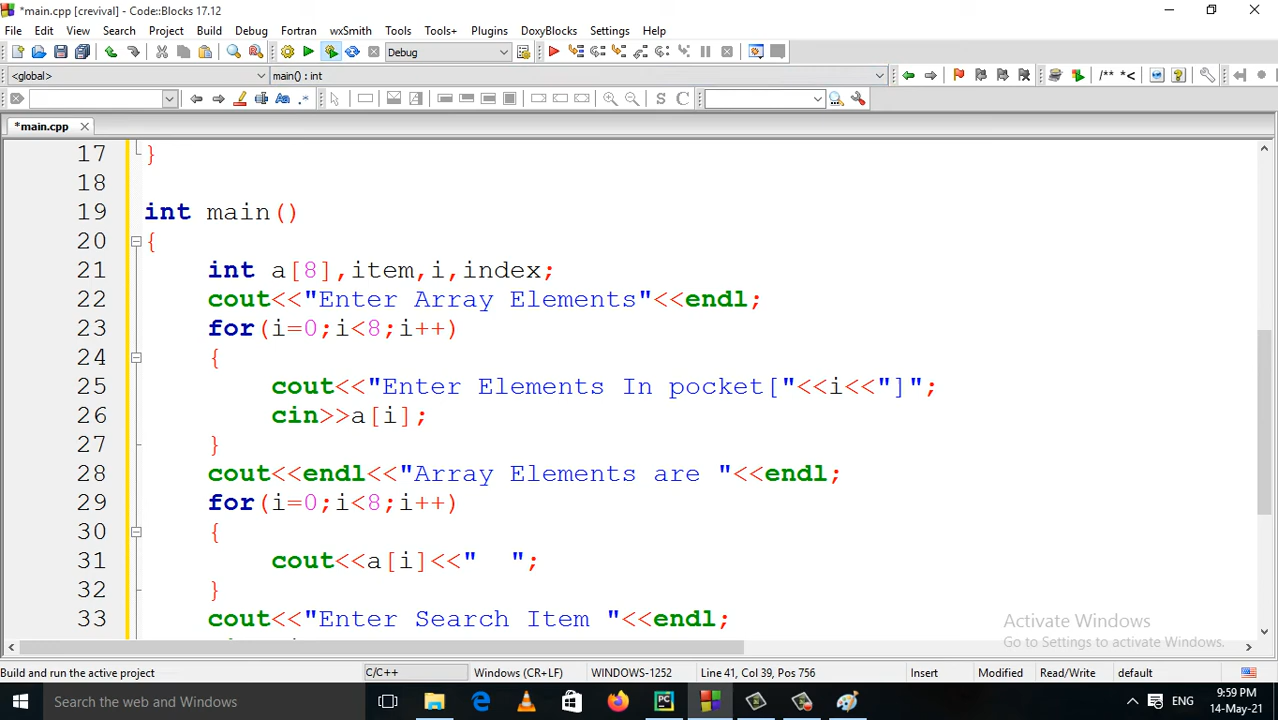 *main.cpp [crevival] - Code::Blocks 17.12
File Edit View Search Project Build Debug Fortran wxSmith Tools Tools+ Plugins DoxyBlocks Settings Help
Debug
<global> main() : int /** *<
.* S C
*main.cpp
17 }
18
19 int main()
20 {
21 int a[8],item,i,index;
22 cout<<"Enter Array Elements"<<endl;
23 for(i=0;i<8;i++)
24 {
25 cout<<"Enter Elements In pocket["<<i<<"]";
26 cin>>a[i];
27 }
28 cout<<endl<<"Array Elements are "<<endl;
29 for(i=0;i<8;i++)
30 {
31 cout<<a[i]<<"  ";
32 }
33 cout<<"Enter Search Item "<<endl;
Activate Windows
Go to Settings to activate Windows.
Build and run the active project C/C++ Windows (CR+LF) WINDOWS-1252 Line 41, Col 39, Pos 756 Insert Modified Read/Write default
Search the web and Windows PC ENG 9:59 PM
14-May-21